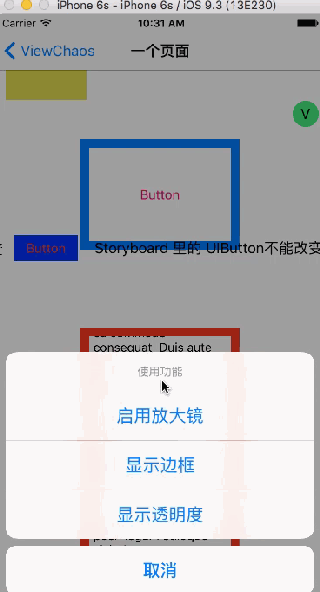 iPhone 6s - iPhone 6s / iOS 9.3 (13E230)
Carrier 10:31 AM
ViewChaos 一个页面
V
Button
Button Storyboard 里的 UIButton不能改变
consequat. Duis aute
使用功能
启用放大镜
显示边框
显示透明度
取消